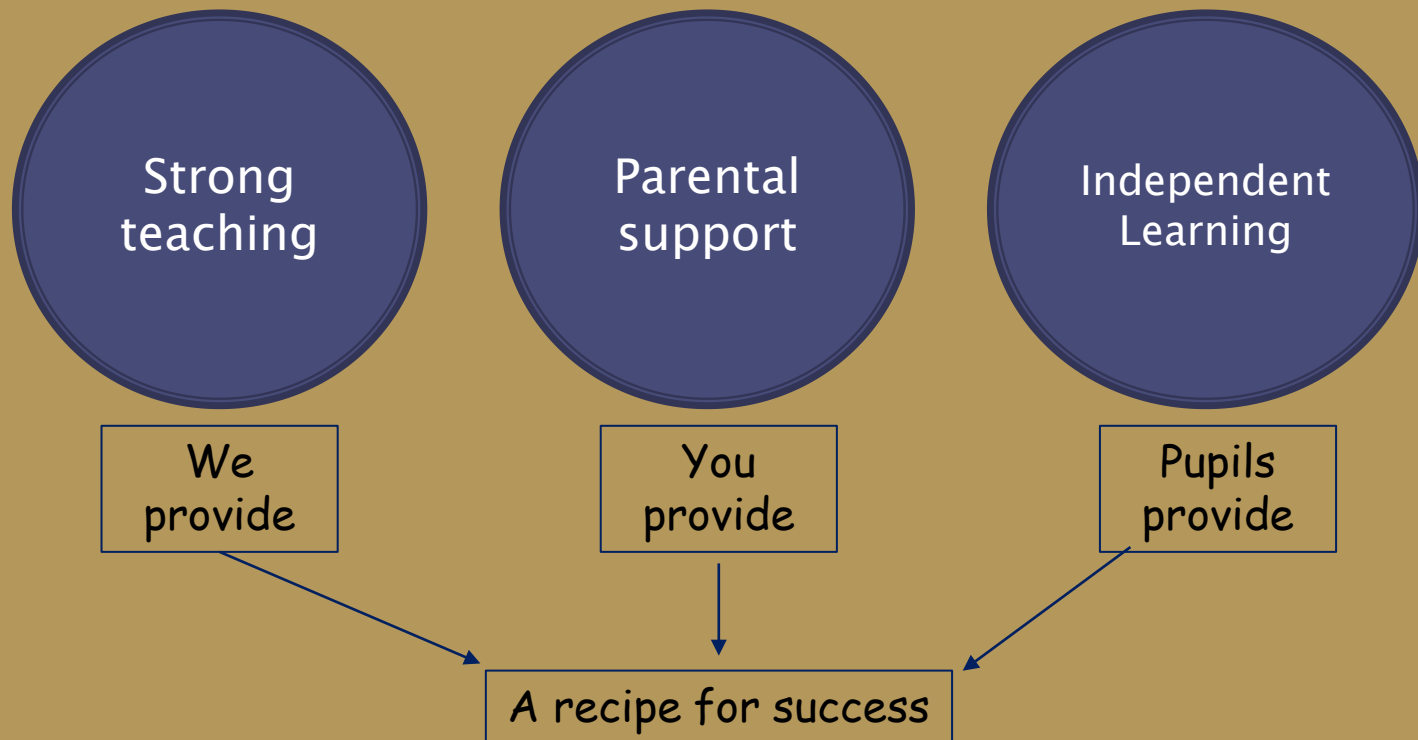 Strong
teaching
Parental
support
Independent
Learning
We
provide
You
provide
Pupils
provide
A recipe for success